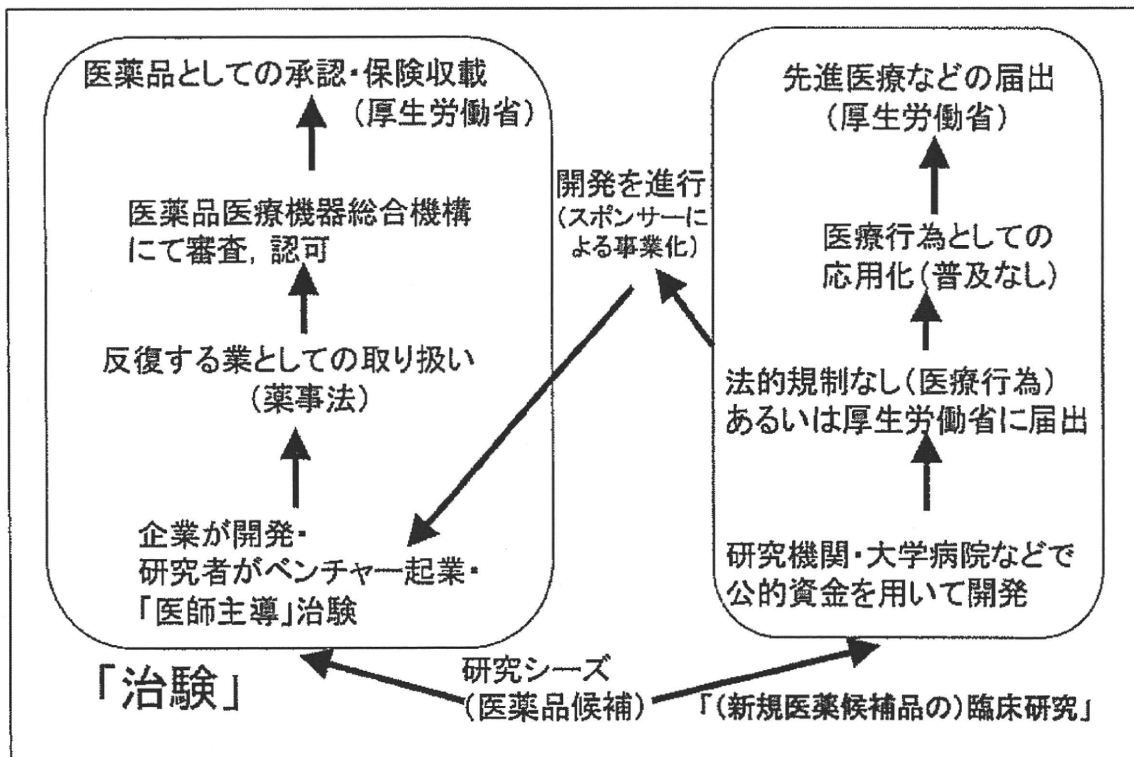 医薬品としての承認・保険収載
(厚生労働省)
医薬品医療機器総合機構
にて審査, 認可
反復する業としての取り扱い
(薬事法)
企業が開発・
研究者がベンチャー起業・
「医師主導」治験
「治験」
開発を進行
(スポンサーに
よる事業化)
研究シーズ
(医薬品候補)
先進医療などの届出
(厚生労働省)
医療行為としての
応用化(普及なし)
法的規制なし(医療行為)
あるいは厚生労働省に届出
研究機関・大学病院などで
公的資金を用いて開発
「(新規医薬候補品の)臨床研究」